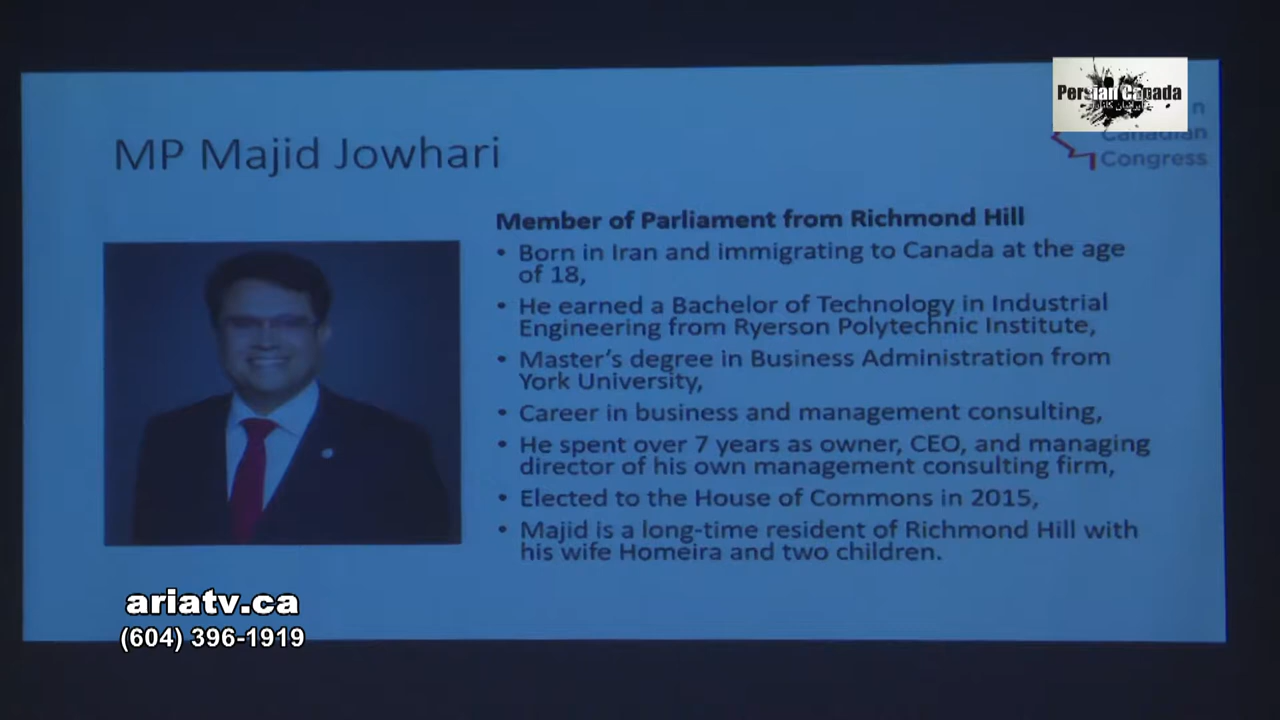 Persian Canada
ایرانیان کانادا
Canadian
Congress
MP Majid Jowhari
Member of Parliament from Richmond Hill
• Born in Iran and immigrating to Canada at the age
of 18,
• He earned a Bachelor of Technology in Industrial
Engineering from Ryerson Polytechnic Institute,
• Master's degree in Business Administration from
York University,
• Career in business and management consulting,
• He spent over 7 years as owner, CEO, and managing
director of his own management consulting firm,
• Elected to the House of Commons in 2015,
• Majid is a long-time resident of Richmond Hill with
his wife Homeira and two children.
ariatv.ca
(604) 396-1919